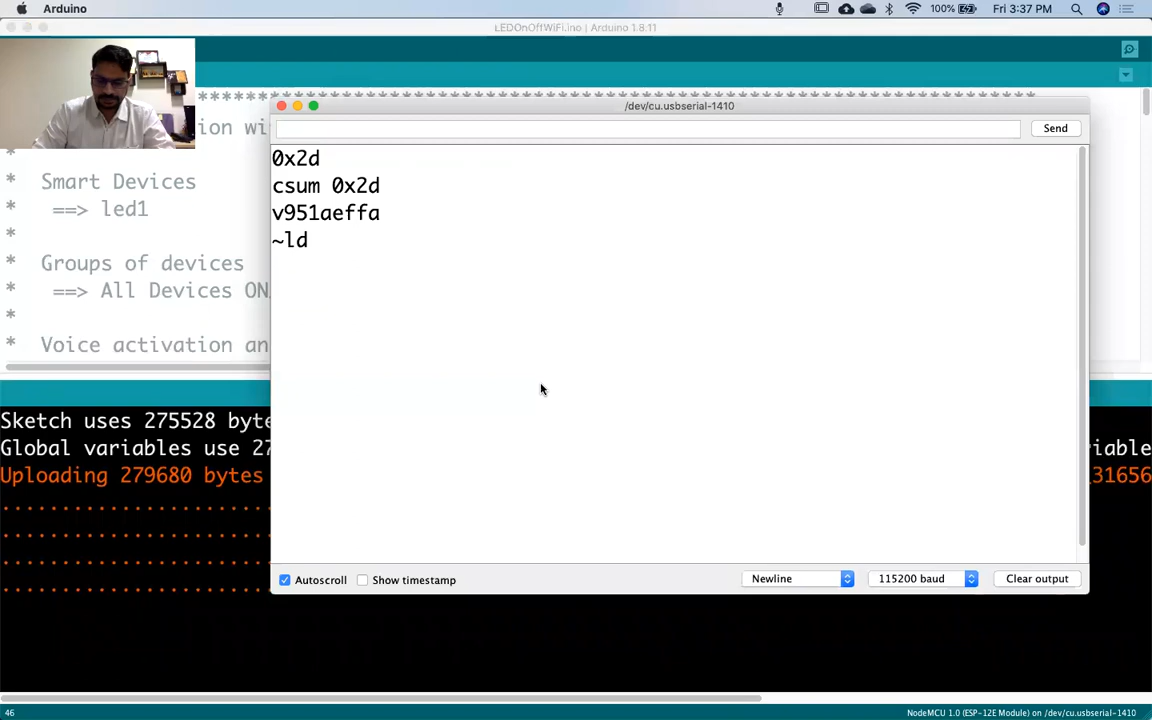 Arduino
100%
Fri 3:37 PM
LEDOnOffWiFi.ino | Arduino 1.8.11
************************************************************
ion wi
/dev/cu.usbserial-1410
Send
0x2d
csum 0x2d
v951aeffa
~ld
*
* Smart Devices
* ==> led1
*
* Groups of devices
* ==> All Devices ON
*
* Voice activation an
Autoscroll
Show timestamp
Newline
115200 baud
Clear output
Sketch uses 275528 byte
Global variables use 27
iable
Uploading 279680 bytes
31656
46
NodeMCU 1.0 (ESP-12E Module) on /dev/cu.usbserial-1410